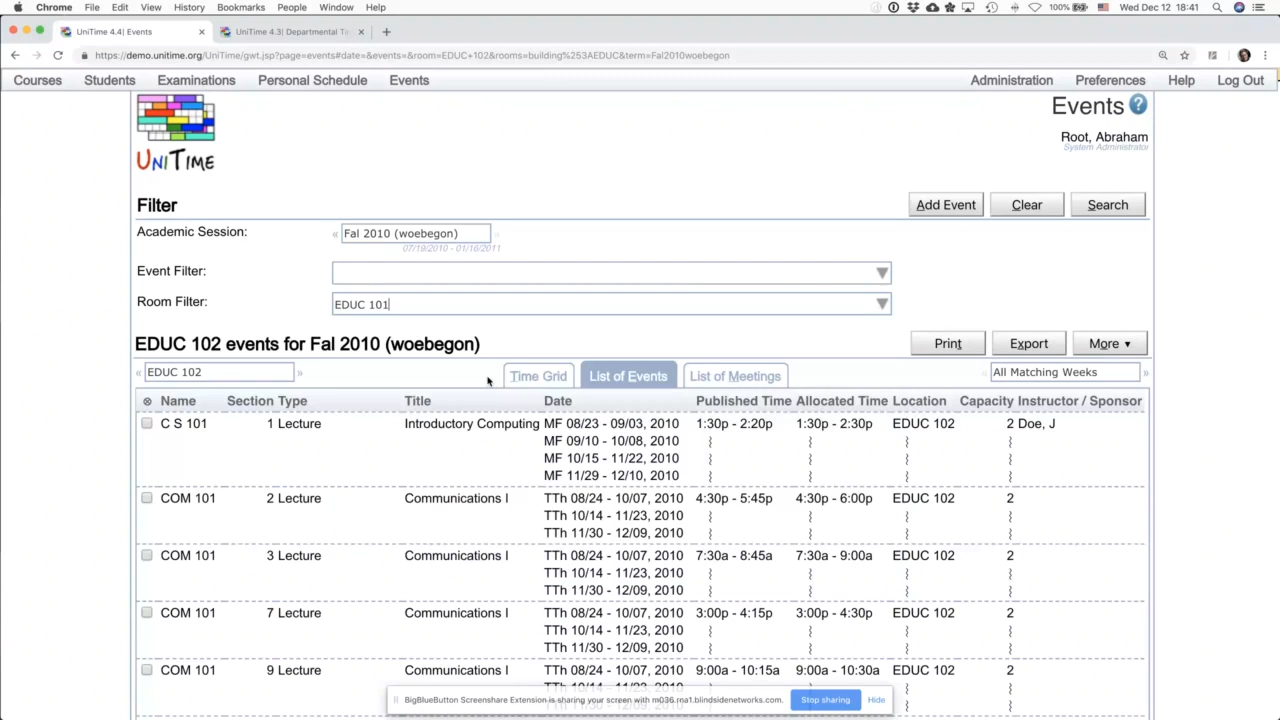 Chrome File Edit View History Bookmarks People Window Help 100% Wed Dec 12 18:41
UniTime 4.4| Events UniTime 4.3| Departmental Ti
https://demo.unitime.org/UniTime/gwt.jsp?page=events#date=&events=&room=EDUC+102&rooms=building%253AEDUC&term=Fal2010woebegon
Courses Students Examinations Personal Schedule Events Administration Preferences Help Log Out
UNITIME
Events ?
Root, Abraham
System Administrator
Filter Add Event Clear Search
Academic Session: « Fal 2010 (woebegon) »
07/19/2010 - 01/16/2011
Event Filter:
Room Filter: EDUC 101
EDUC 102 events for Fal 2010 (woebegon) Print Export More ▾
« EDUC 102 » Time Grid List of Events List of Meetings « All Matching Weeks »
⊗ Name Section Type Title Date Published Time Allocated Time Location Capacity Instructor / Sponsor
C S 101 1 Lecture Introductory Computing MF 08/23 - 09/03, 2010 1:30p - 2:20p 1:30p - 2:30p EDUC 102 2 Doe, J
MF 09/10 - 10/08, 2010
MF 10/15 - 11/22, 2010
MF 11/29 - 12/10, 2010
COM 101 2 Lecture Communications I TTh 08/24 - 10/07, 2010 4:30p - 5:45p 4:30p - 6:00p EDUC 102 2
TTh 10/14 - 11/23, 2010
TTh 11/30 - 12/09, 2010
COM 101 3 Lecture Communications I TTh 08/24 - 10/07, 2010 7:30a - 8:45a 7:30a - 9:00a EDUC 102 2
TTh 10/14 - 11/23, 2010
TTh 11/30 - 12/09, 2010
COM 101 7 Lecture Communications I TTh 08/24 - 10/07, 2010 3:00p - 4:15p 3:00p - 4:30p EDUC 102 2
TTh 10/14 - 11/23, 2010
TTh 11/30 - 12/09, 2010
COM 101 9 Lecture Communications I TTh 08/24 - 10/07, 2010 9:00a - 10:15a 9:00a - 10:30a EDUC 102 2
BigBlueButton Screenshare Extension is sharing your screen with m036.rna1.blindsidenetworks.com. Stop sharing Hide